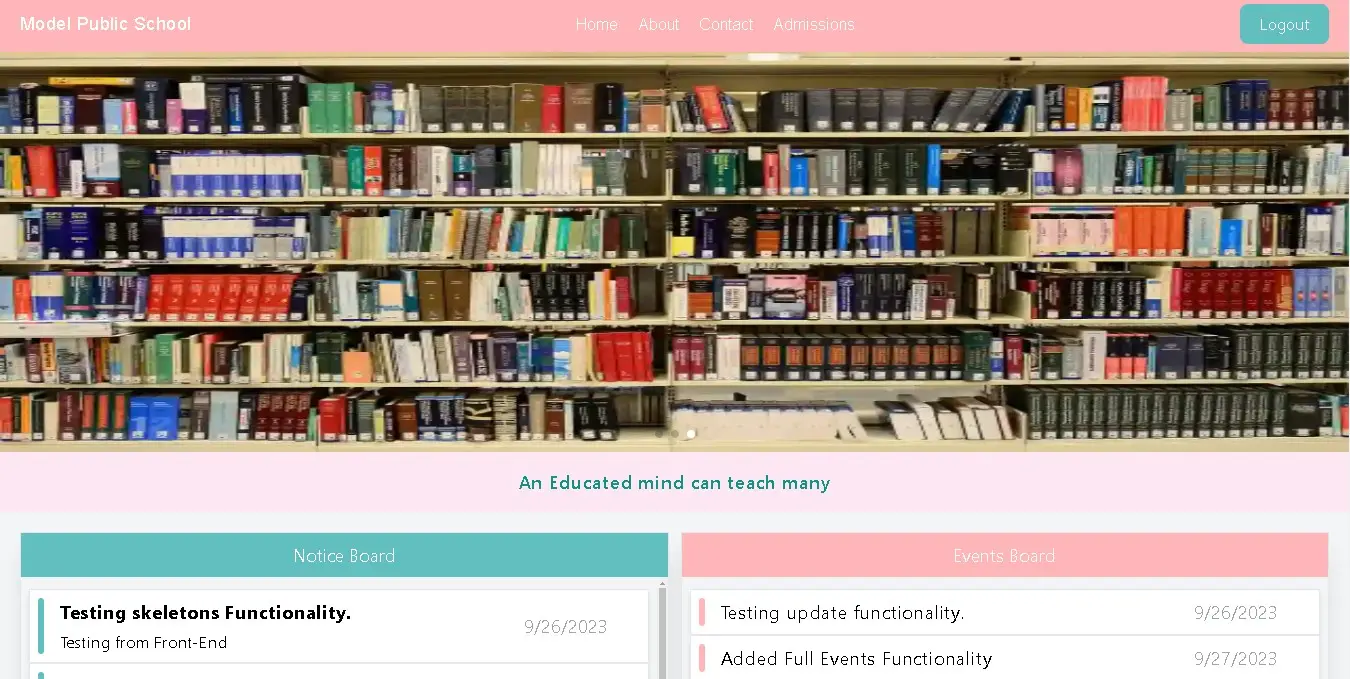 Model Public School
Home About Contact Admissions
Logout
An Educated mind can teach many
Notice Board
Testing skeletons Functionality.
Testing from Front-End
9/26/2023
Events Board
Testing update functionality. 9/26/2023
Added Full Events Functionality 9/27/2023